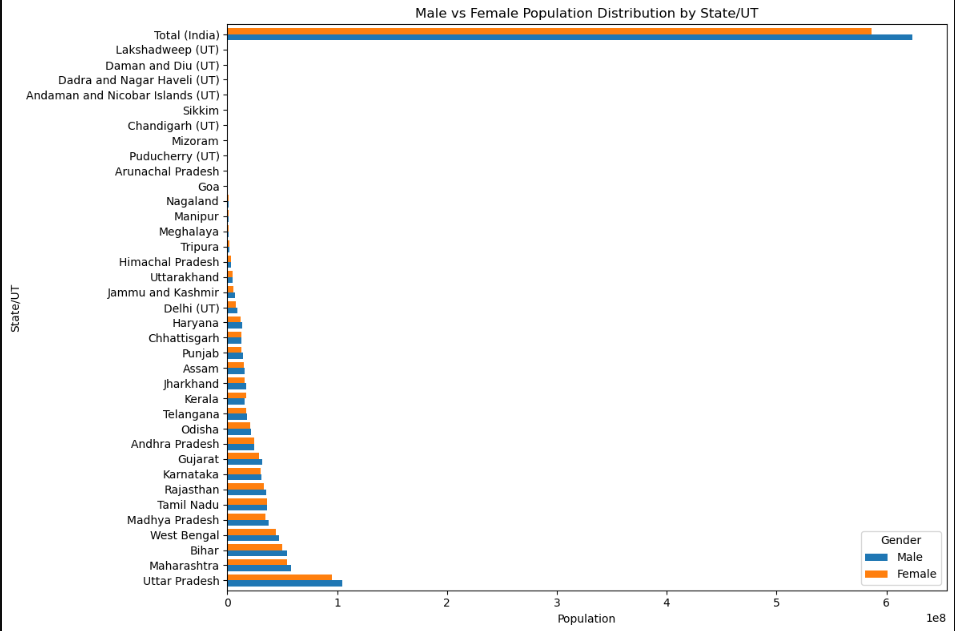 Male vs Female Population Distribution by State/UT
Total (India)
Lakshadweep (UT)
Daman and Diu (UT)
Dadra and Nagar Haveli (UT)
Andaman and Nicobar Islands (UT)
Sikkim
Chandigarh (UT)
Mizoram
Puducherry (UT)
Arunachal Pradesh
Goa
Nagaland
Manipur
Meghalaya
Tripura
Himachal Pradesh
Uttarakhand
Jammu and Kashmir
Delhi (UT)
Haryana
Chhattisgarh
Punjab
Assam
Jharkhand
Kerala
Telangana
Odisha
Andhra Pradesh
Gujarat
Karnataka
Rajasthan
Tamil Nadu
Madhya Pradesh
West Bengal
Bihar
Maharashtra
Uttar Pradesh
State/UT
Gender
Male
Female
0 1 2 3 4 5 6
1e8
Population